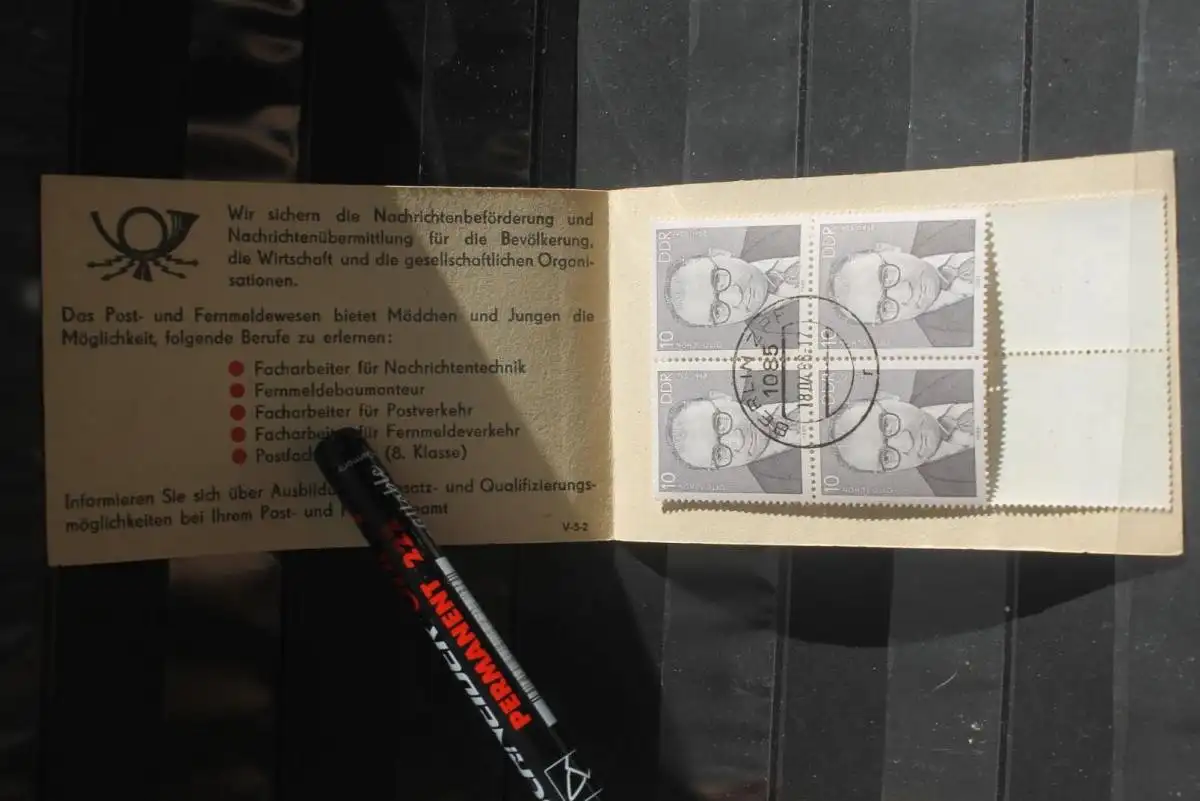 Wir sichern die Nachrichtenbeförderung und
Nachrichtenübermittlung für die Bevölkerung,
die Wirtschaft und die gesellschaftlichen Organi-
sationen.
Das Post- und Fernmeldewesen bietet Mädchen und Jungen die
Möglichkeit, folgende Berufe zu erlernen:
Facharbeiter für Nachrichtentechnik
Fernmeldebaumonteur
Facharbeiter für Postverkehr
Facharbeiter für Fernmeldeverkehr
(8. Klasse)
Informieren Sie sich über und Qualifizierungs-
möglichkeiten bei Ihrem Post- und
V-5-2
DDR
10
DDR
10
DDR
10
DDR
10
BERLIN
1085
r
PERMANENT